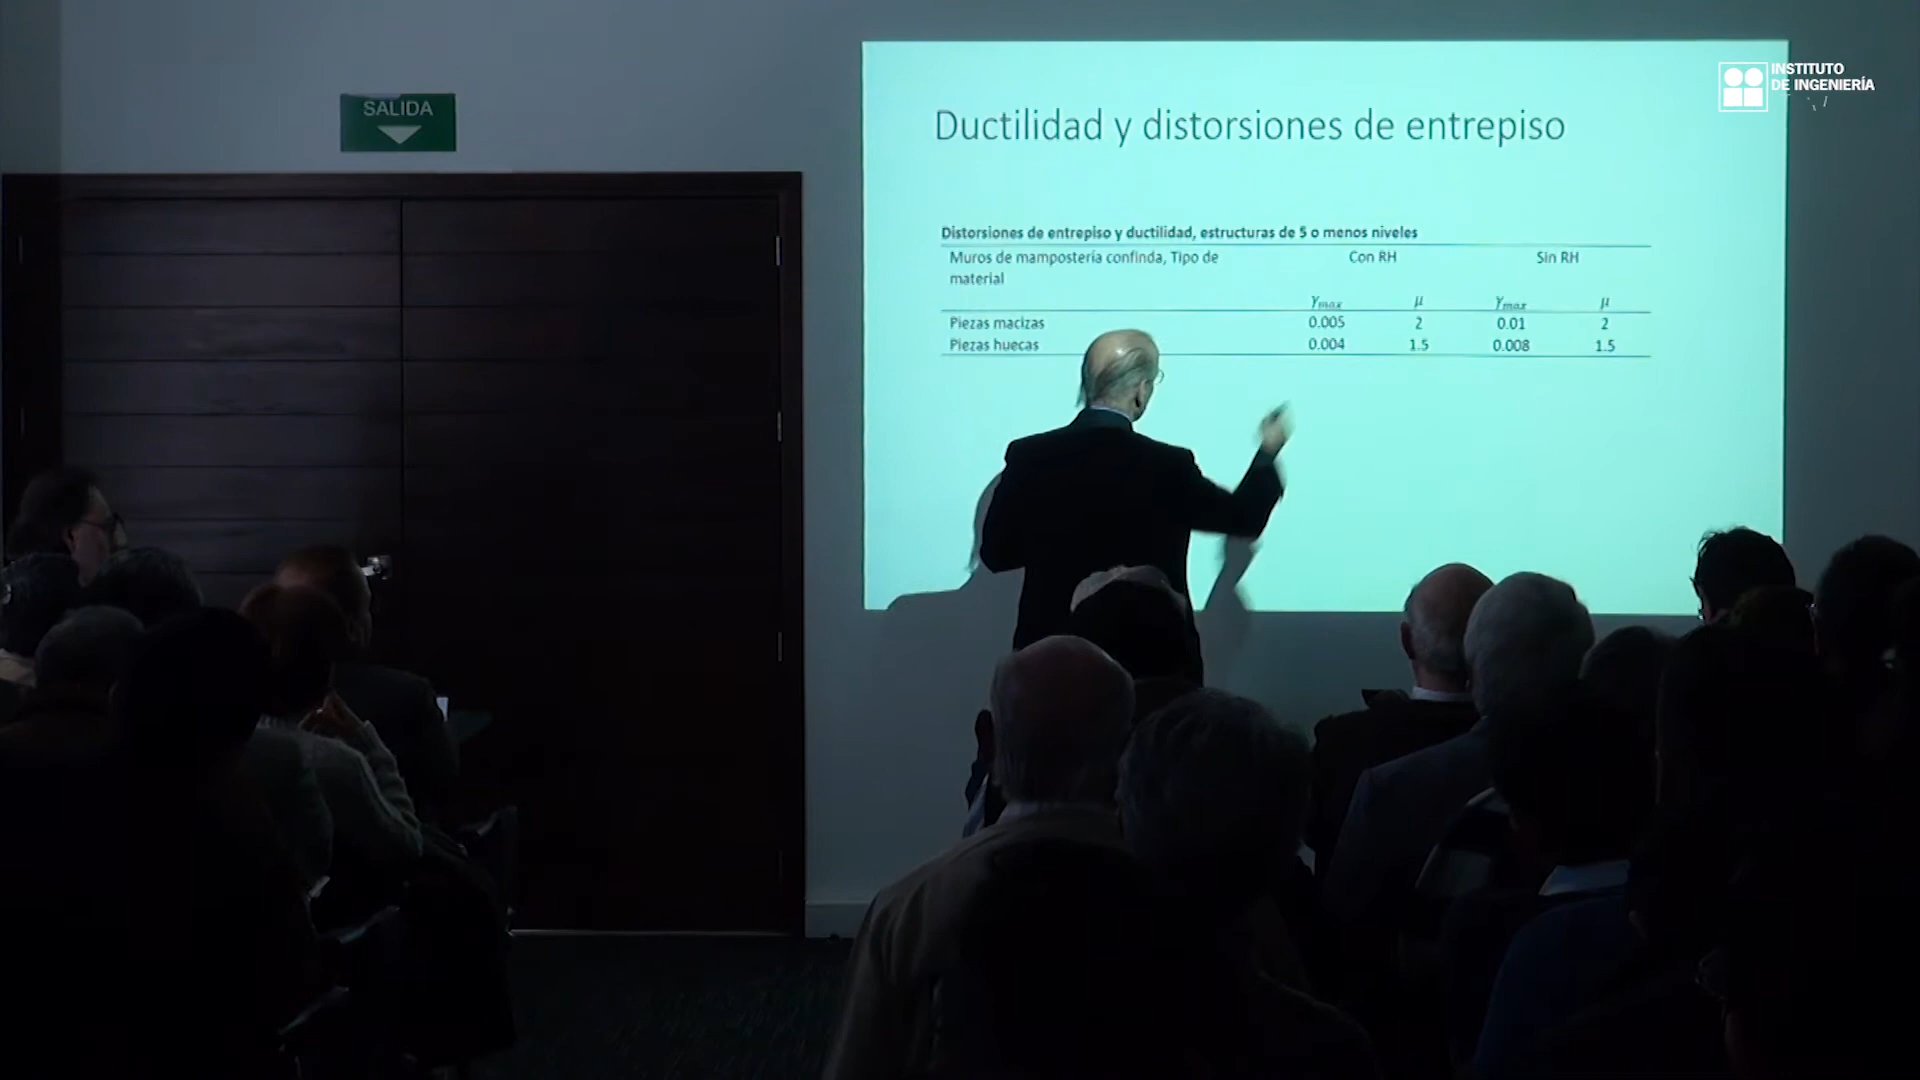 SALIDA
INSTITUTO
DE INGENIERÍA
Ductilidad y distorsiones de entrepiso
Distorsiones de entrepiso y ductilidad, estructuras de 5 o menos niveles
Muros de mampostería confinda, Tipo de material Con RH Sin RH
γmax μ γmax μ
Piezas macizas 0.005 2 0.01 2
Piezas huecas 0.004 1.5 0.008 1.5